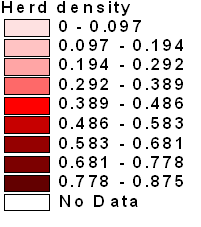 Herd density
0 - 0.097
0.097 - 0.194
0.194 - 0.292
0.292 - 0.389
0.389 - 0.486
0.486 - 0.583
0.583 - 0.681
0.681 - 0.778
0.778 - 0.875
No Data